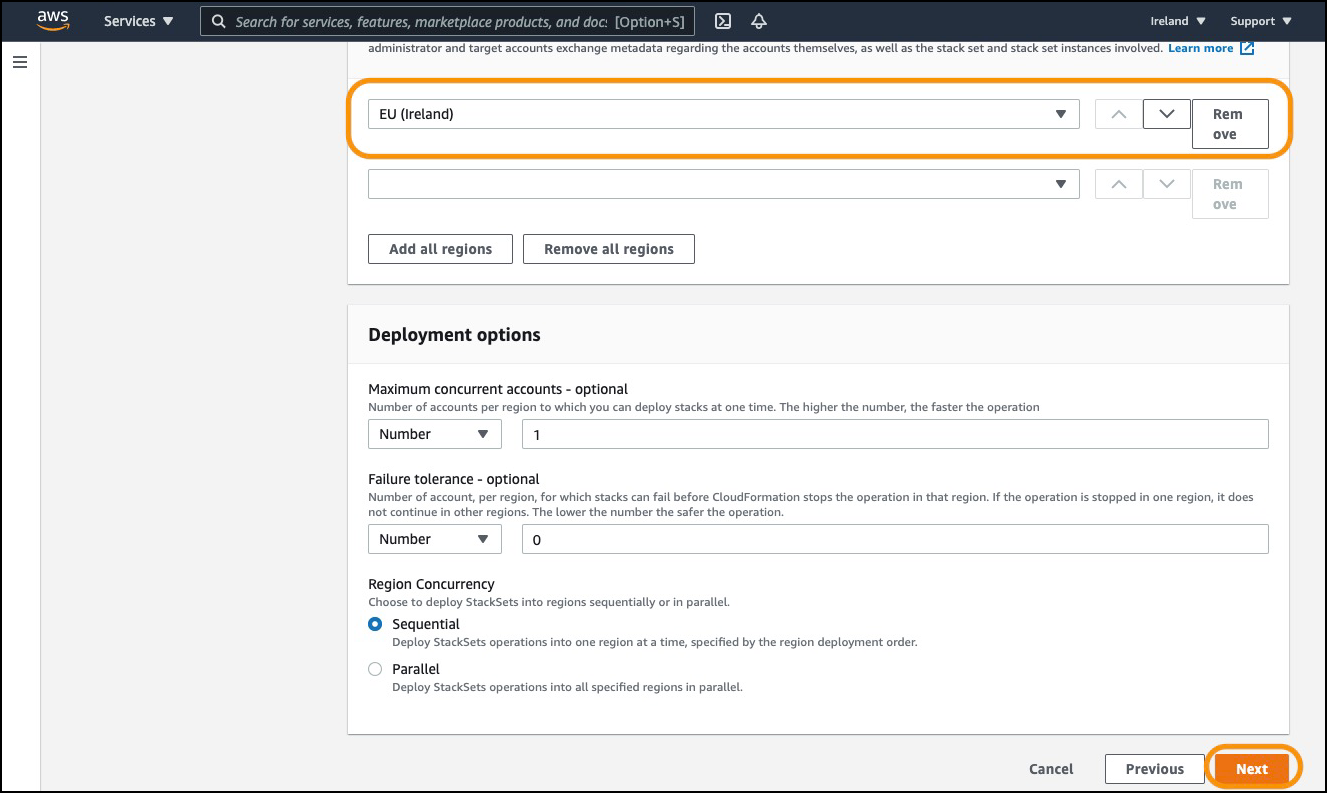 aws
Services
Search for services, features, marketplace products, and doc: [Option+S]
Ireland
Support
administrator and target accounts exchange metadata regarding the accounts themselves, as well as the stack set and stack set instances involved. Learn more
EU (Ireland)
Rem
ove
Rem
ove
Add all regions
Remove all regions
Deployment options
Maximum concurrent accounts - optional
Number of accounts per region to which you can deploy stacks at one time. The higher the number, the faster the operation
Number
1
Failure tolerance - optional
Number of account, per region, for which stacks can fail before CloudFormation stops the operation in that region. If the operation is stopped in one region, it does
not continue in other regions. The lower the number the safer the operation.
Number
0
Region Concurrency
Choose to deploy StackSets into regions sequentially or in parallel.
Sequential
Deploy StackSets operations into one region at a time, specified by the region deployment order.
Parallel
Deploy StackSets operations into all specified regions in parallel.
Cancel
Previous
Next